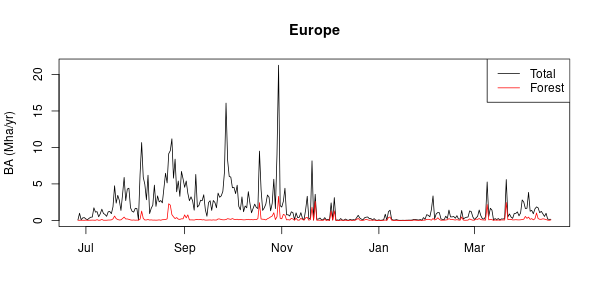 Europe
BA (Mha/yr)
20
15
10
5
0
Total
Forest
Jul Sep Nov Jan Mar